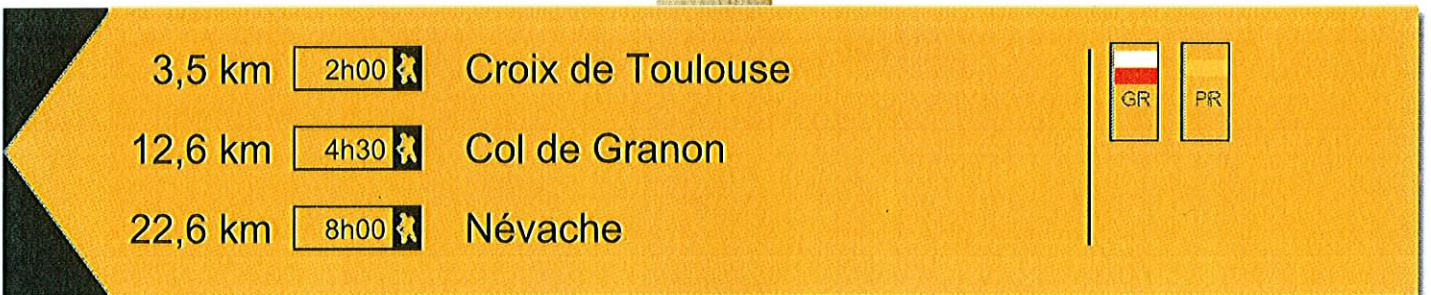 3,5 km 2h00 Croix de Toulouse
12,6 km 4h30 Col de Granon
22,6 km 8h00 Névache
GR PR